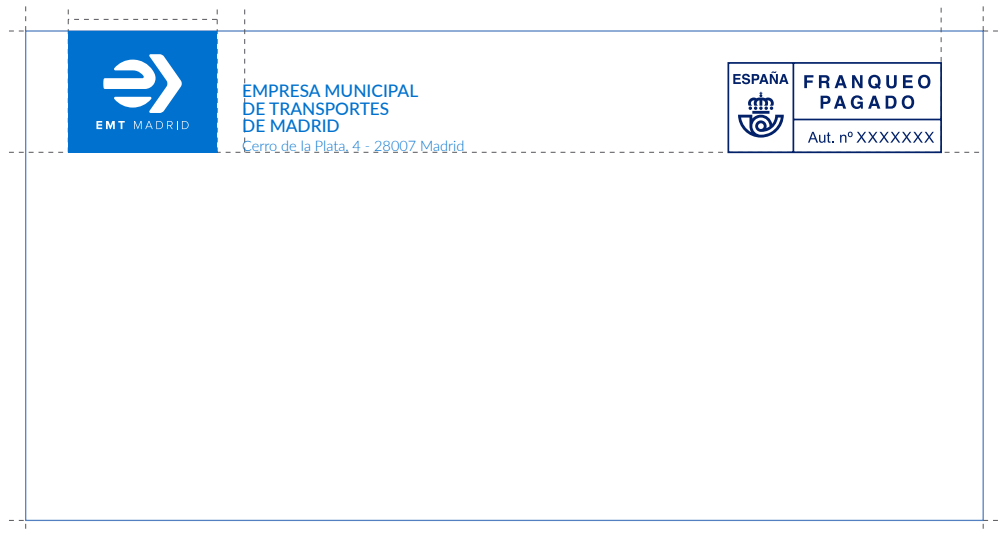 EMT MADRID
EMPRESA MUNICIPAL
DE TRANSPORTES
DE MADRID
Cerro de la Plata, 4 - 28007 Madrid
ESPAÑA
FRANQUEO
PAGADO
Aut. nº XXXXXXX